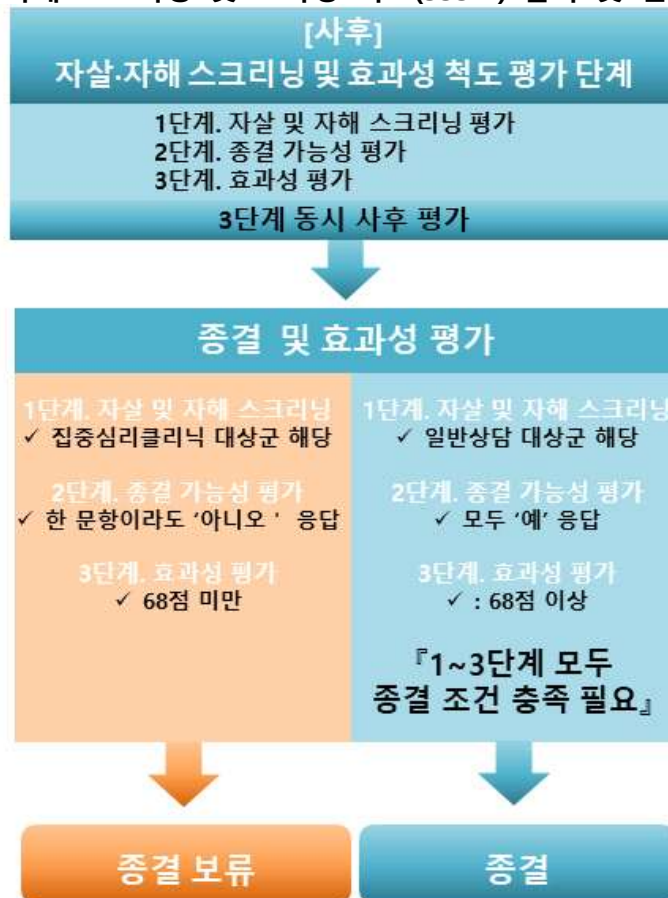 [사후]
자살·자해 스크리닝 및 효과성 척도 평가 단계
1단계. 자살 및 자해 스크리닝 평가
2단계. 종결 가능성 평가
3단계. 효과성 평가
3단계 동시 사후 평가
종결 및 효과성 평가
1단계. 자살 및 자해 스크리닝
✓ 집중심리클리닉 대상군 해당
2단계. 종결 가능성 평가
✓ 한 문항이라도 '아니오 ' 응답
3단계. 효과성 평가
✓ 68점 미만
1단계. 자살 및 자해 스크리닝
✓ 일반상담 대상군 해당
2단계. 종결 가능성 평가
✓ 모두 '예' 응답
3단계. 효과성 평가
✓ : 68점 이상
『1~3단계 모두
종결 조건 충족 필요』
종결 보류
종결